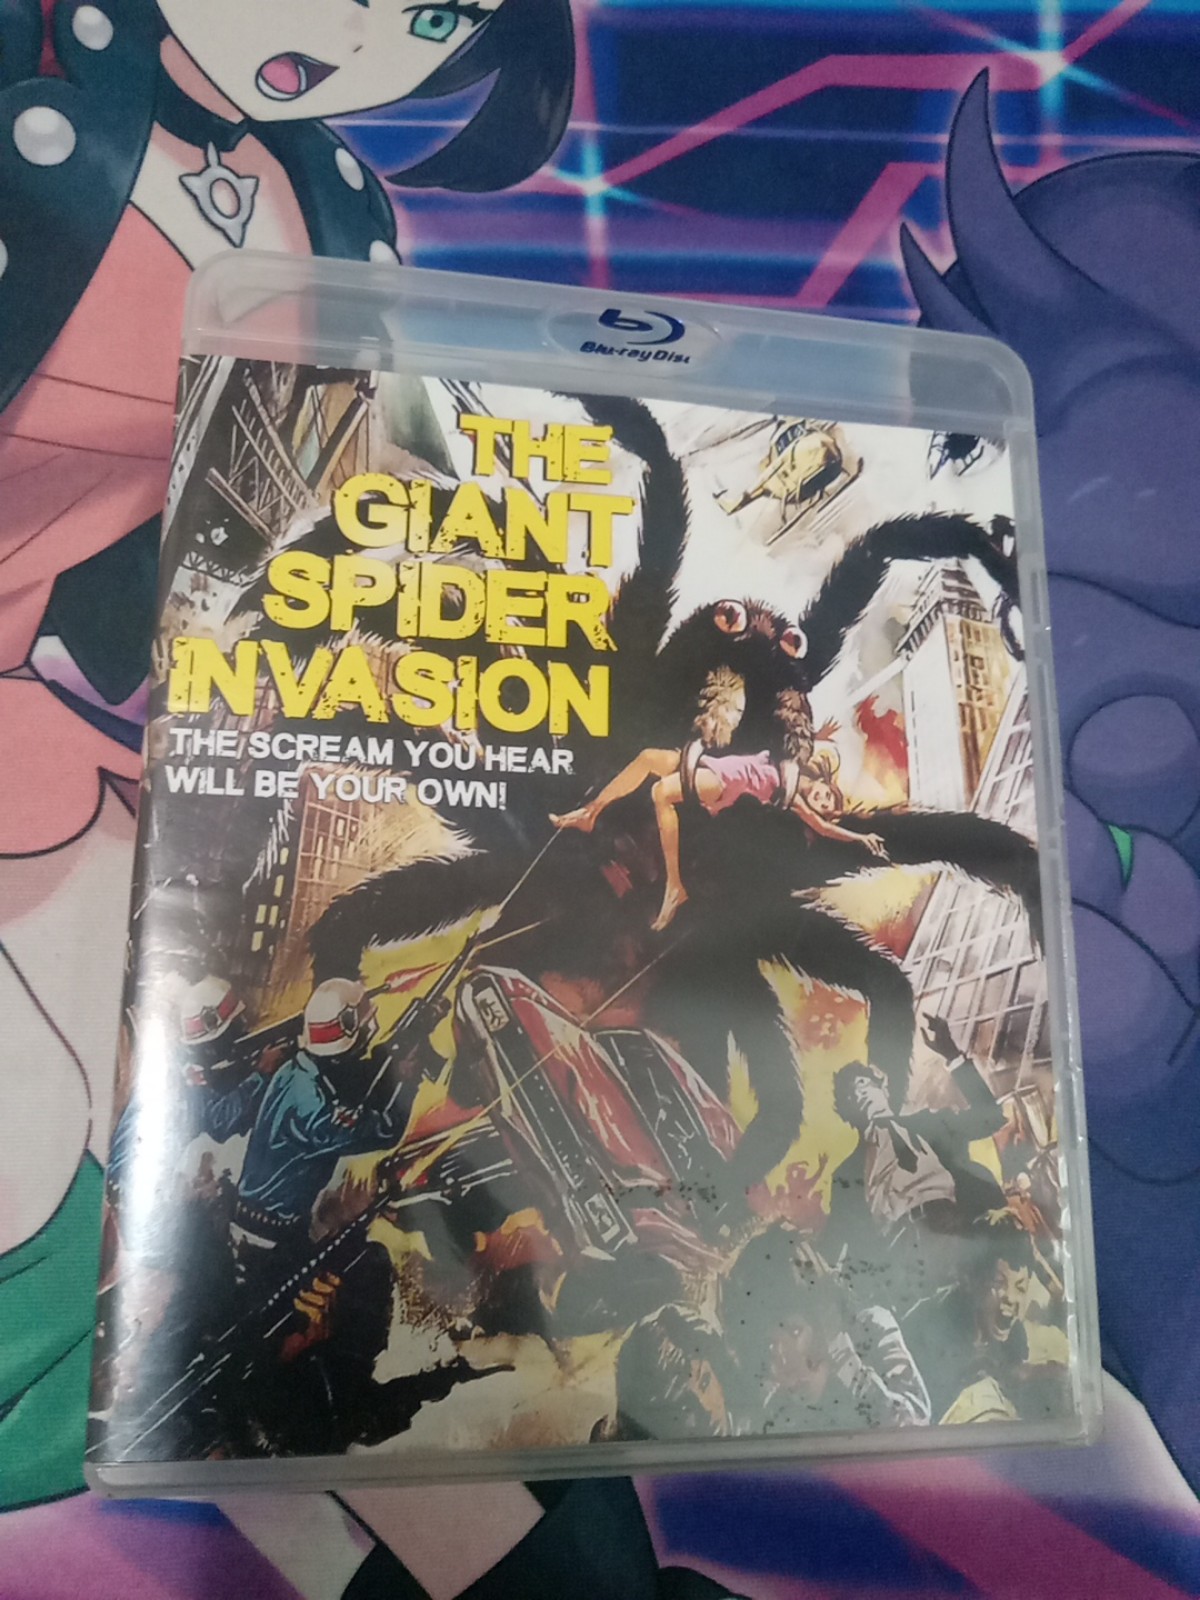 Blu-ray Disc
THE
GIANT
SPIDER
INVASION
THE SCREAM YOU HEAR
WILL BE YOUR OWN!